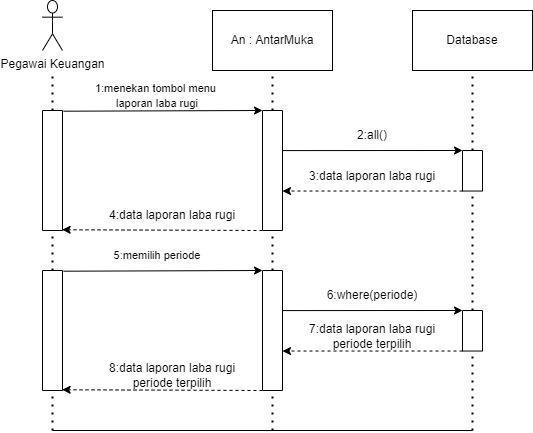 An : AntarMuka
Database
Pegawai Keuangan
1:menekan tombol menu
laporan laba rugi
2:all()
3:data laporan laba rugi
4:data laporan laba rugi
5:memilih periode
6:where(periode)
7:data laporan laba rugi
periode terpilih
8:data laporan laba rugi
periode terpilih